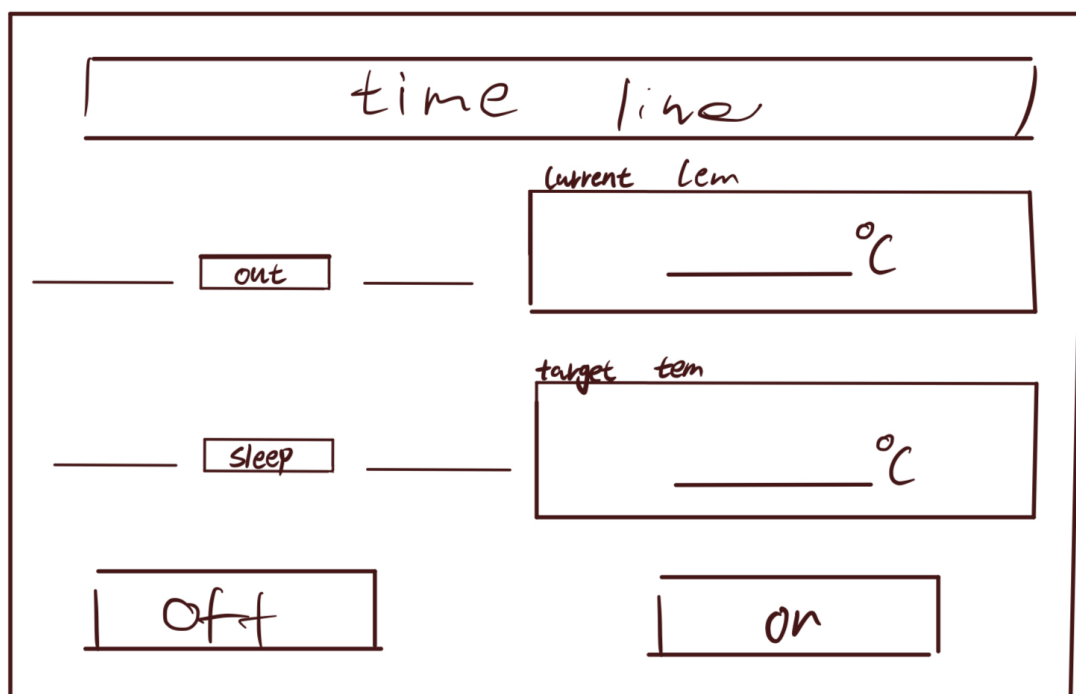 time line
current tem
°C
out
target tem
°C
sleep
off
on